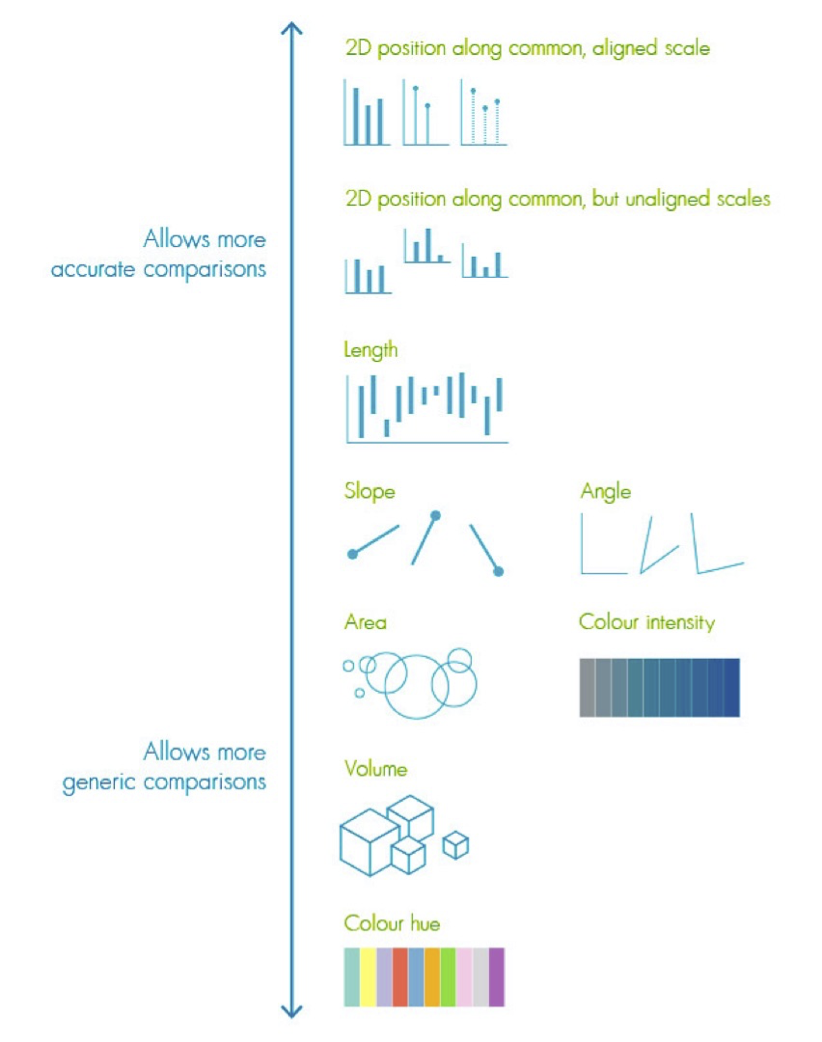 2D position along common, aligned scale
2D position along common, but unaligned scales
Allows more
accurate comparisons
Length
Slope
Angle
Area
Colour intensity
Allows more
generic comparisons
Volume
Colour hue